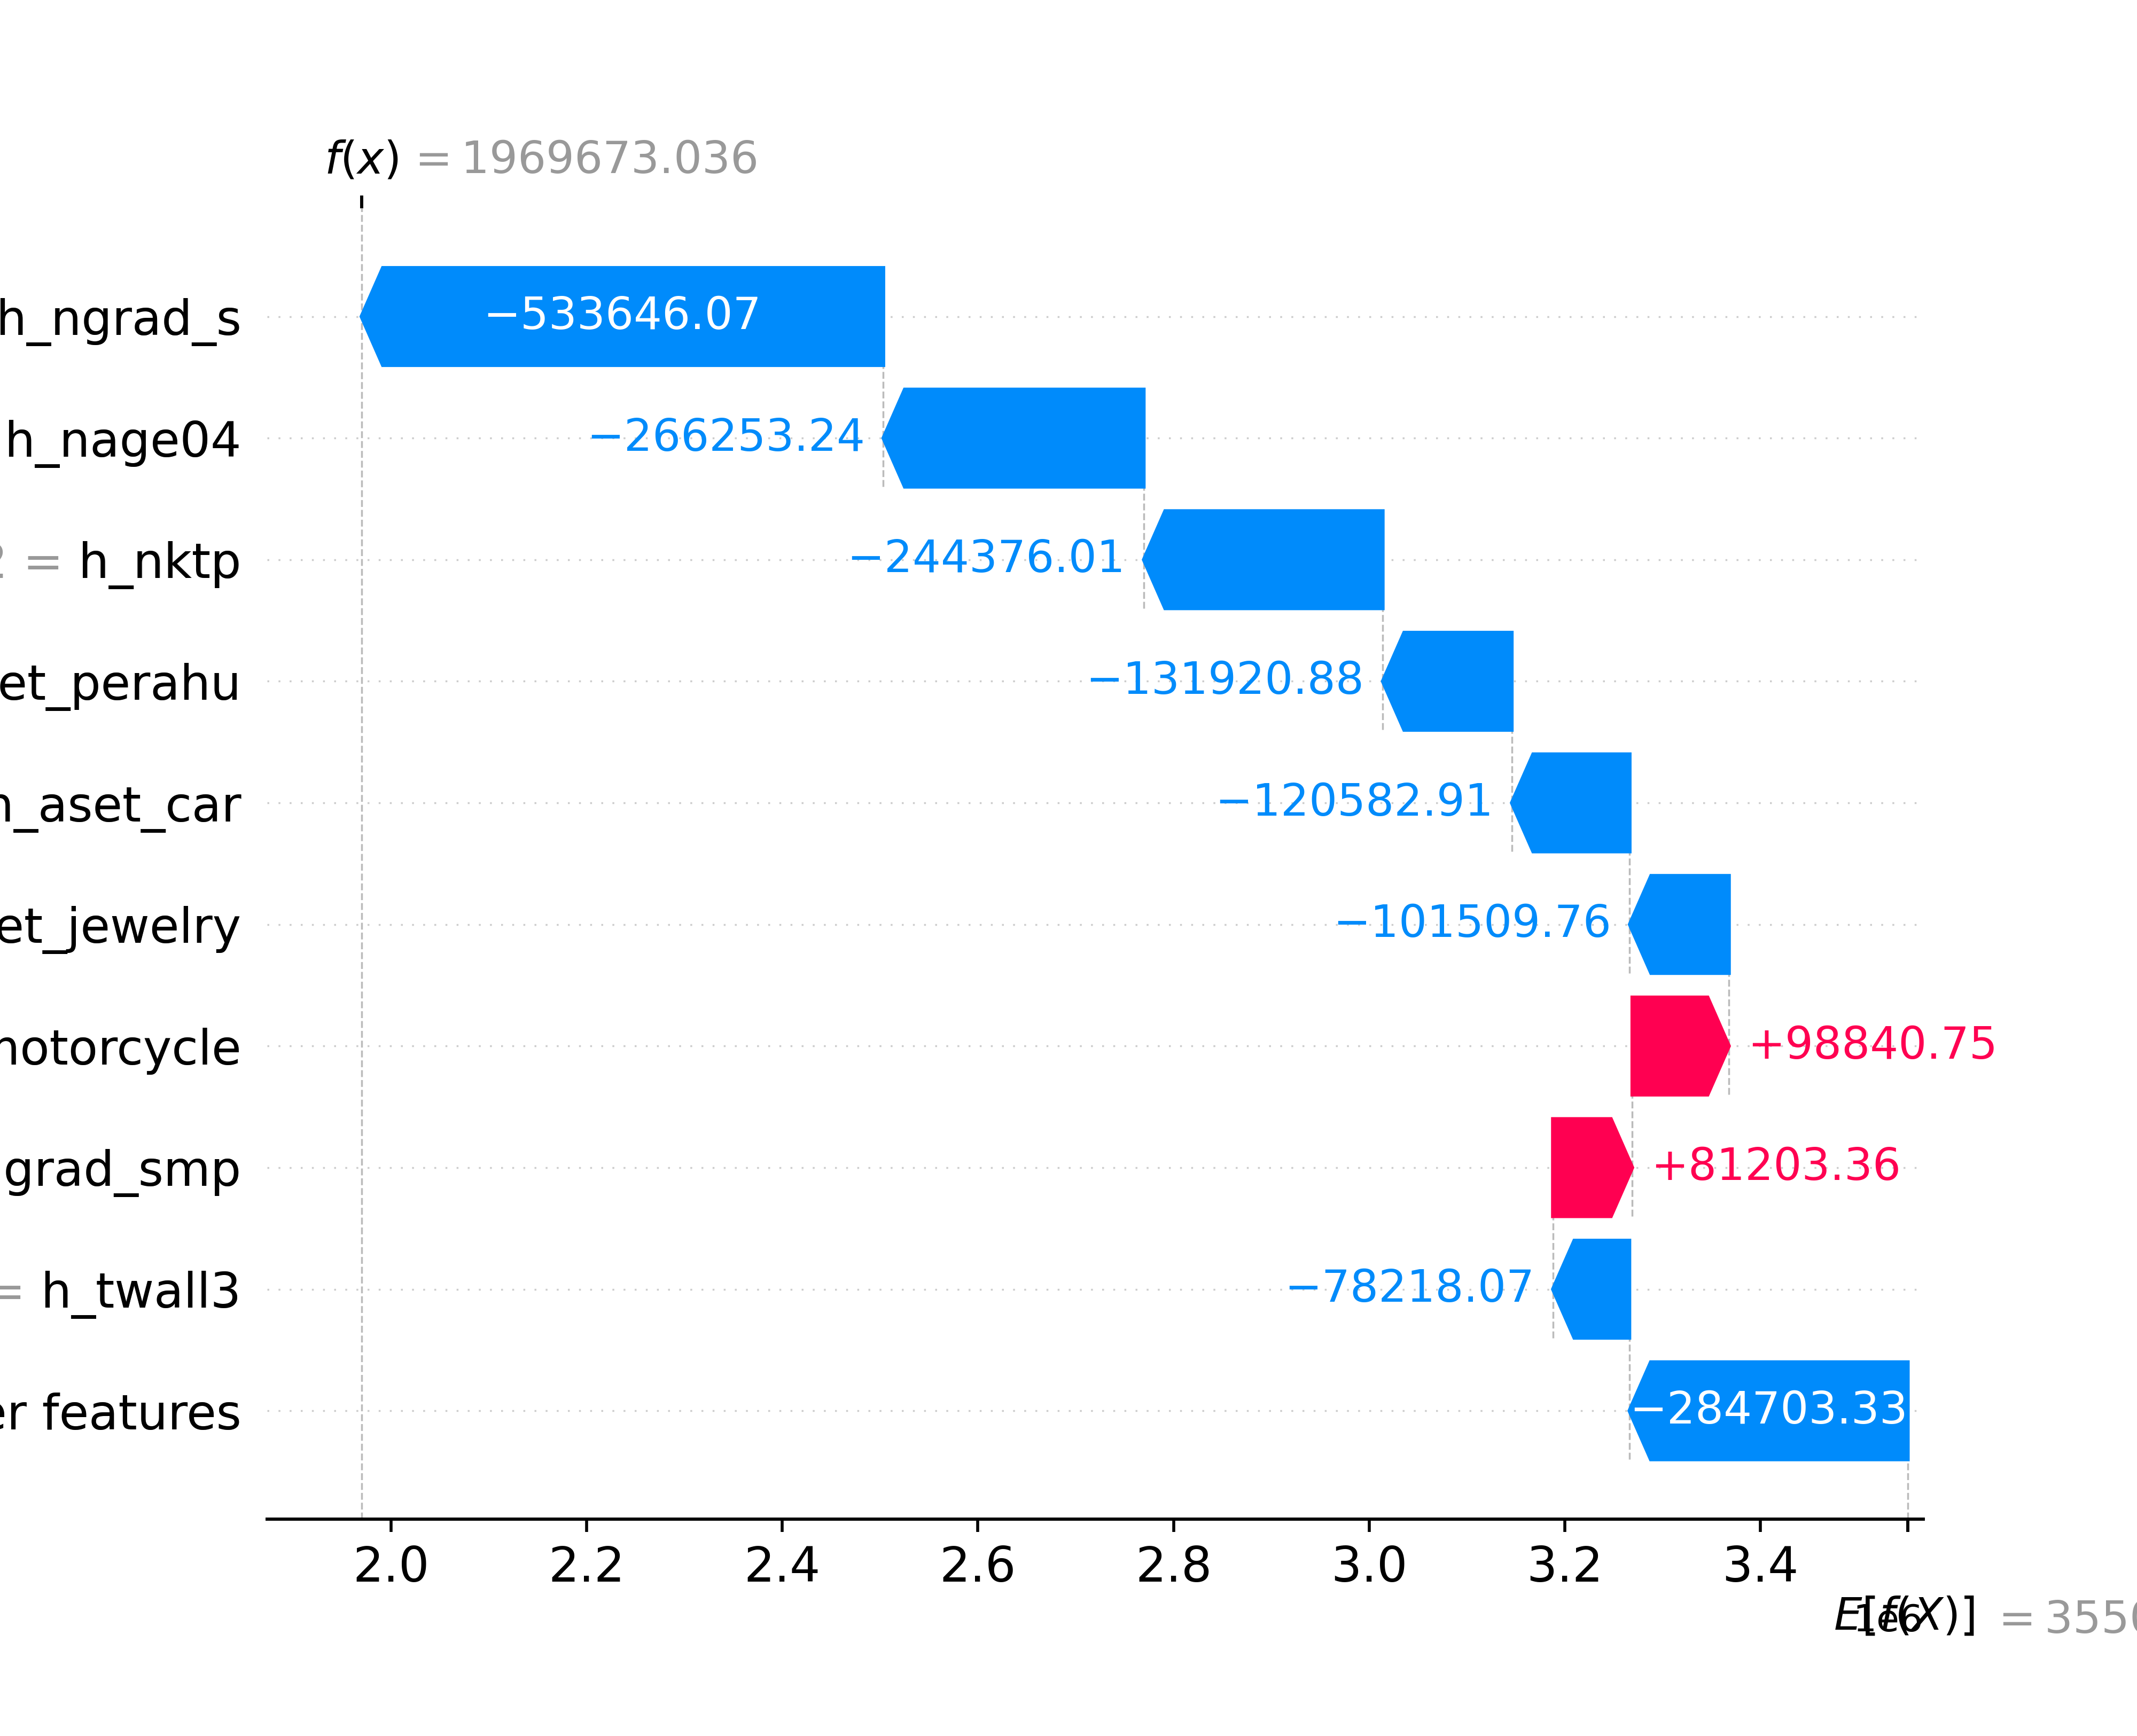 f(x) = 1969673.036
h_ngrad_s −533646.07
h_nage04 −266253.24
= h_nktp −244376.01
et_perahu −131920.88
_aset_car −120582.91
et_jewelry −101509.76
otorcycle +98840.75
grad_smp +81203.36
= h_twall3 −78218.07
er features −284703.33
2.0 2.2 2.4 2.6 2.8 3.0 3.2 3.4
1e6
E[f(X)] = 355